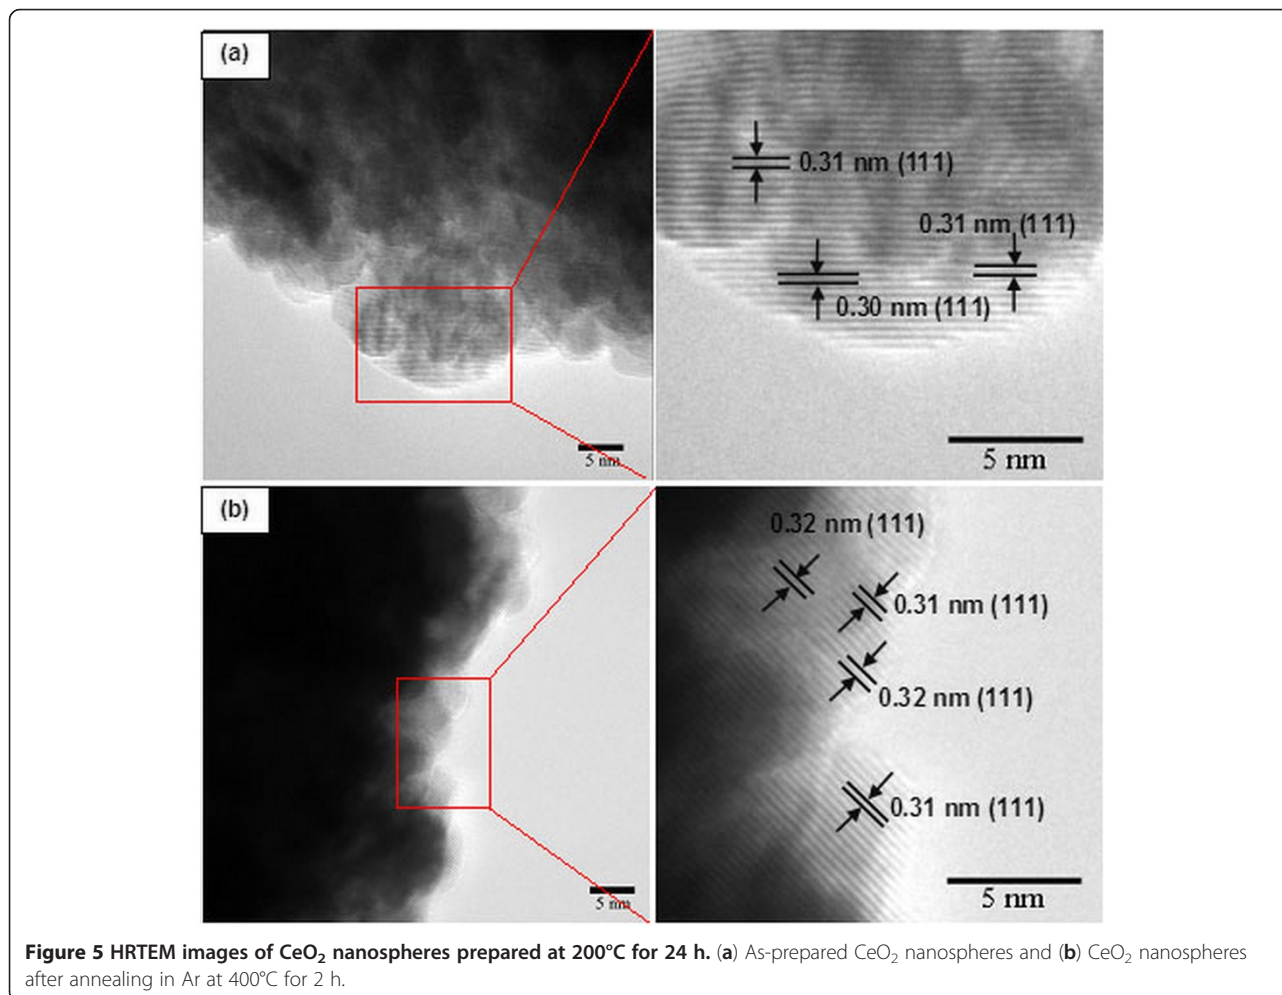 (a)
0.31 nm (111)
0.31 nm (111)
0.30 nm (111)
5 nm
5 nm
(b)
0.32 nm (111)
0.31 nm (111)
0.32 nm (111)
0.31 nm (111)
5 nm
5 nm
Figure 5 HRTEM images of CeO₂ nanospheres prepared at 200°C for 24 h. (a) As-prepared CeO₂ nanospheres and (b) CeO₂ nanospheres
after annealing in Ar at 400°C for 2 h.